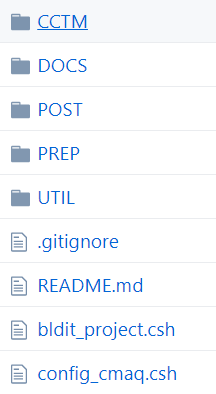 CCTM
DOCS
POST
PREP
UTIL
.gitignore
README.md
bldit_project.csh
config_cmaq.csh